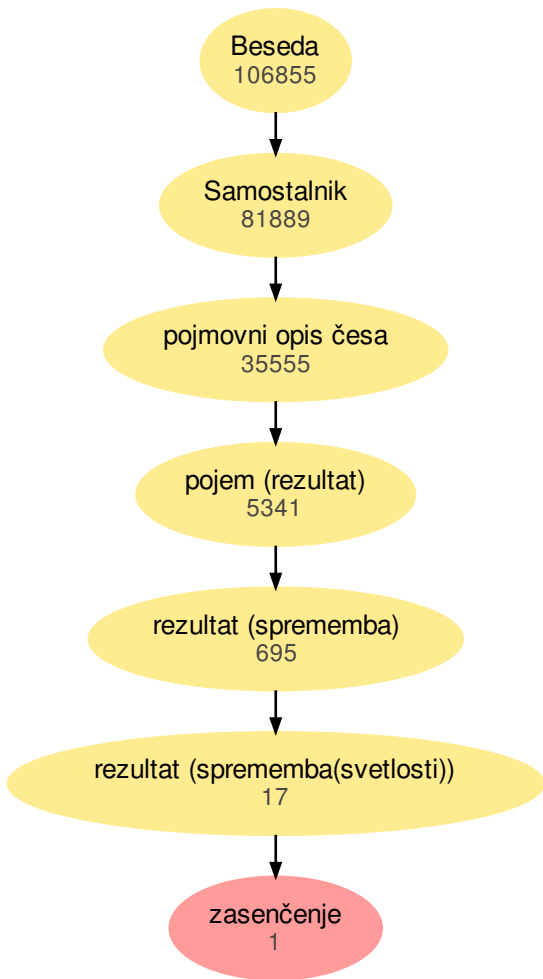 Beseda
106855
Samostalnik
81889
pojmovni opis česa
35555
pojem (rezultat)
5341
rezultat (sprememba)
695
rezultat (sprememba(svetlosti))
17
zasenčenje
1